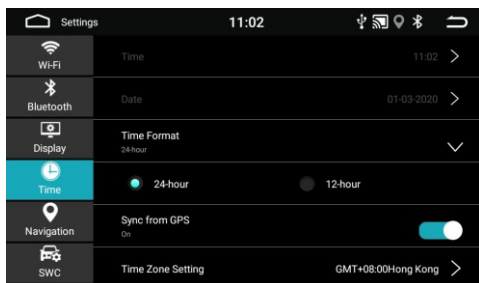 Settings
11:02
Wi-Fi
Time
11:02
Bluetooth
Date
01-03-2020
Display
Time Format
24-hour
Time
24-hour
12-hour
Navigation
Sync from GPS
On
SWC
Time Zone Setting
GMT+08:00Hong Kong